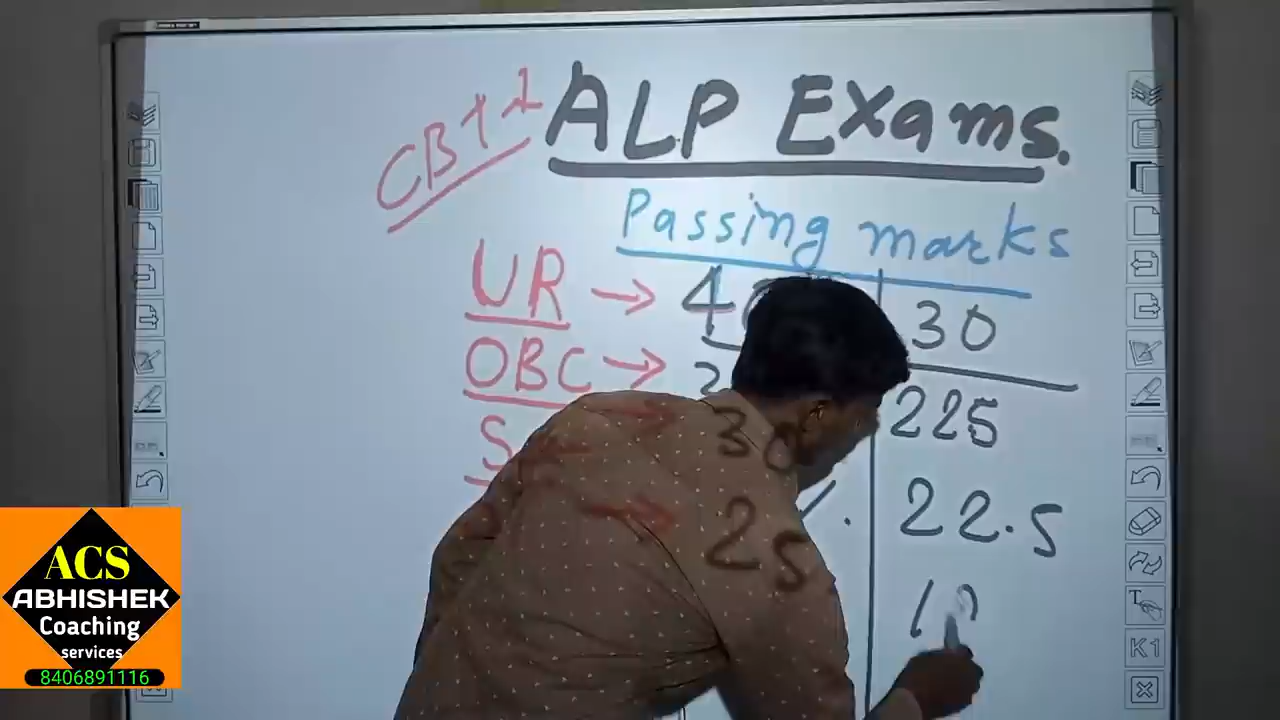 CBT 1 ALP Exams.
Passing marks
UR → 30
OBC → 225
30
25 22.5
ACS
ABHISHEK
Coaching
services
8406891116
T
K1